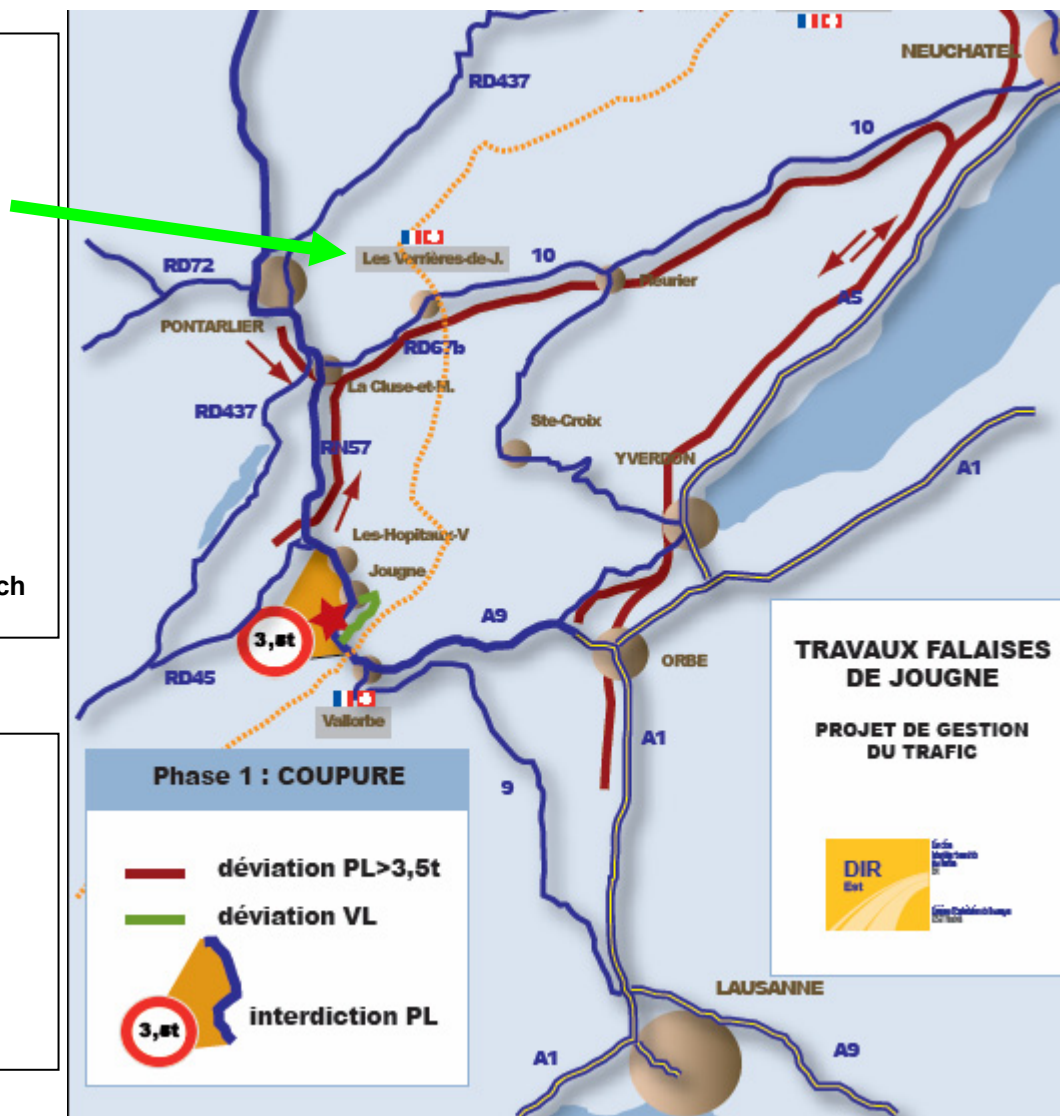 NEUCHATEL
RD437
10
Les Verrières-de-J.
10
RD72
Fleurier
PONTARLIER
A5
RD67b
La Cluse-et-M.
RD437
Ste-Croix
RN57
YVERDON
A1
Les-Hopitaux-V
Jougne
ch
A9
3,5t
ORBE
RD45
Vallorbe
A1
9
TRAVAUX FALAISES
DE JOUGNE
PROJET DE GESTION
DU TRAFIC
DIR
Est
Phase 1 : COUPURE
déviation PL>3,5t
déviation VL
interdiction PL
3,5t
LAUSANNE
A1
A9